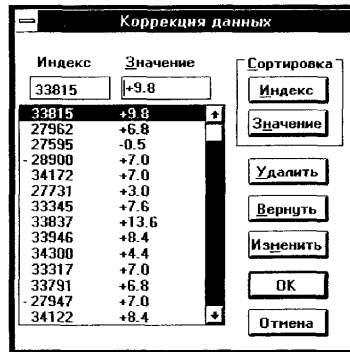 Коррекция данных
Индекс Значение
33815 +9.8
33815 +9.8
27962 +6.8
27595 -0.5
- 28900 +7.0
34172 +7.0
27731 +3.0
33345 +7.6
33837 +13.6
33946 +8.4
34300 +4.4
33317 +7.0
33791 +6.8
- 27947 +7.0
34122 +8.4
Сортировка
Индекс
Значение
Удалить
Вернуть
Изменить
OK
Отмена